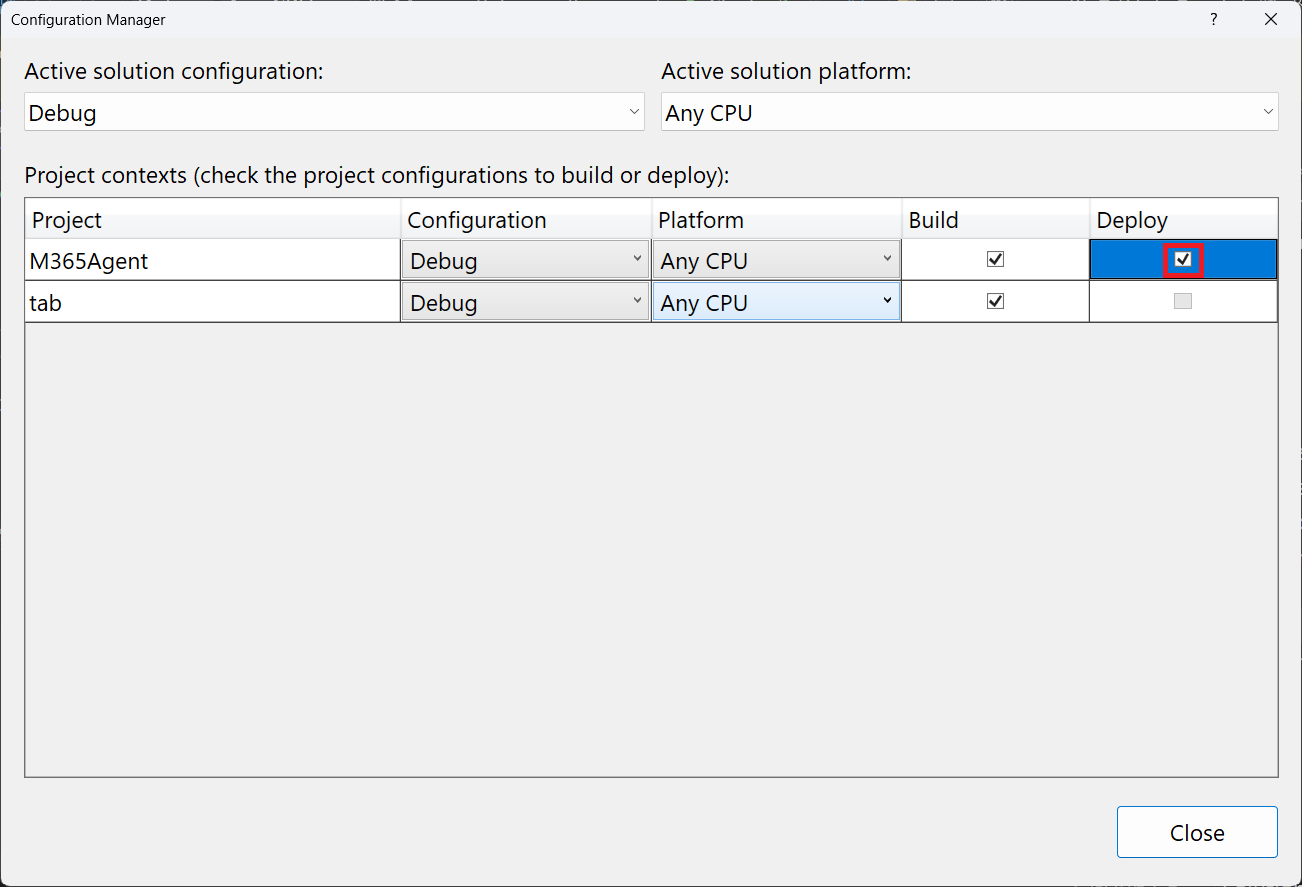 Configuration Manager ?
Active solution configuration: Active solution platform:
Debug Any CPU
Project contexts (check the project configurations to build or deploy):
Project Configuration Platform Build Deploy
M365Agent Debug Any CPU
tab Debug Any CPU
Close